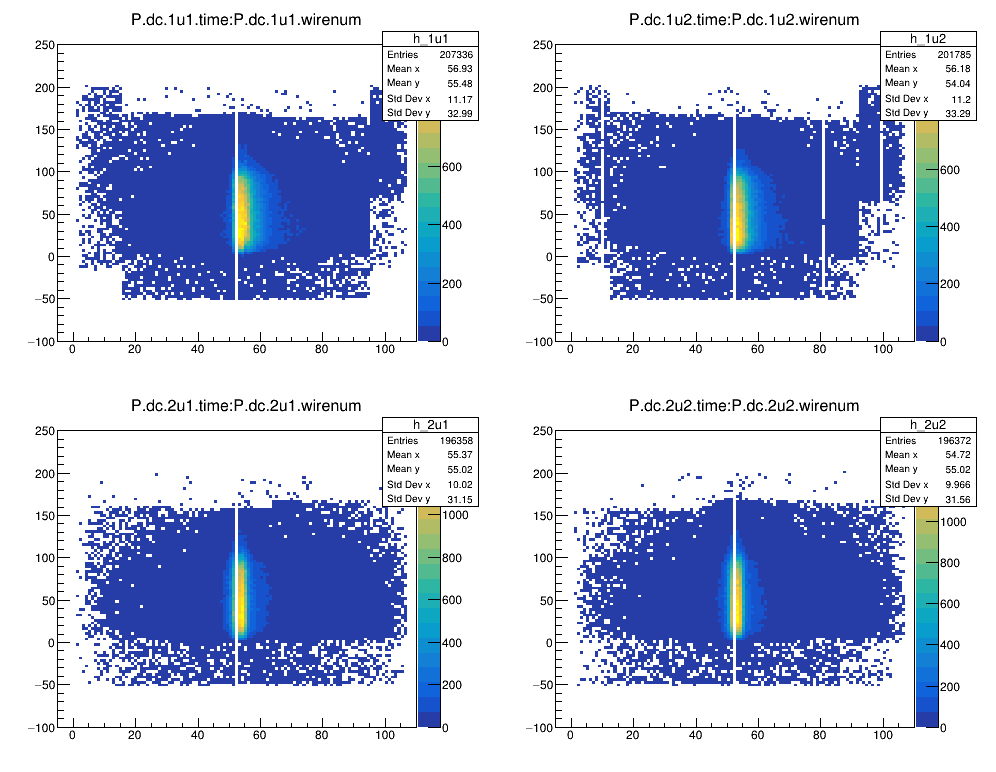 P.dc.1u1.time:P.dc.1u1.wirenum
h_1u1
Entries 207336
Mean x 56.93
Mean y 55.48
Std Dev x 11.17
Std Dev y 32.99
250
200
150
100
50
0
−50
−100
0 20 40 60 80 100
600
400
200
0
P.dc.1u2.time:P.dc.1u2.wirenum
h_1u2
Entries 201785
Mean x 56.18
Mean y 54.04
Std Dev x 11.2
Std Dev y 33.29
250
200
150
100
50
0
−50
−100
0 20 40 60 80 100
600
400
200
0
P.dc.2u1.time:P.dc.2u1.wirenum
h_2u1
Entries 196358
Mean x 55.37
Mean y 55.02
Std Dev x 10.02
Std Dev y 31.15
250
200
150
100
50
0
−50
−100
0 20 40 60 80 100
1000
800
600
400
200
0
P.dc.2u2.time:P.dc.2u2.wirenum
h_2u2
Entries 196372
Mean x 54.72
Mean y 55.02
Std Dev x 9.966
Std Dev y 31.56
250
200
150
100
50
0
−50
−100
0 20 40 60 80 100
1000
800
600
400
200
0